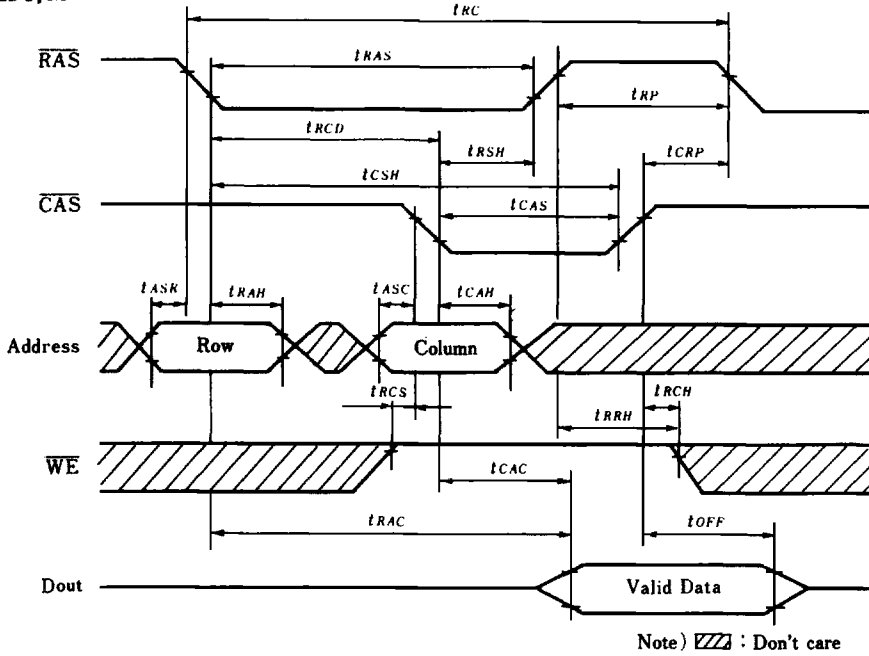 tRC
RAS
tRAS
tRP
tRCD
tRSH
tCRP
tCSH
CAS
tCAS
tASR
tRAH
tASC
tCAH
Address
Row
Column
tRCS
tRCH
tRRH
WE
tCAC
tRAC
tOFF
Dout
Valid Data
Note) : Don't care